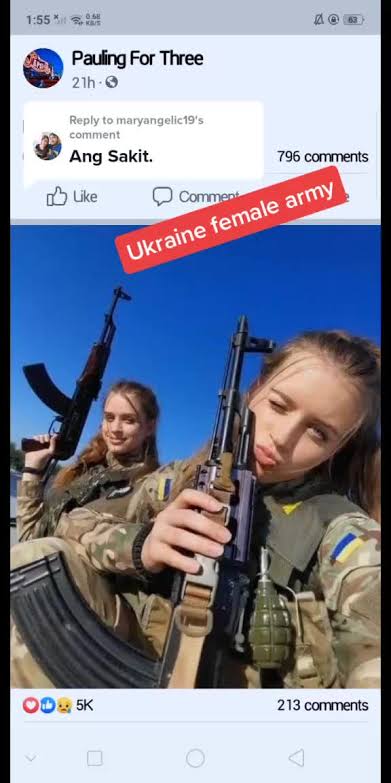 1:55
0.68
KB/S
63
Pauling For Three
21h ·
Reply to maryangelic19's
comment
Ang Sakit.
796 comments
Like
Comment
e
Ukraine female army
5K
213 comments